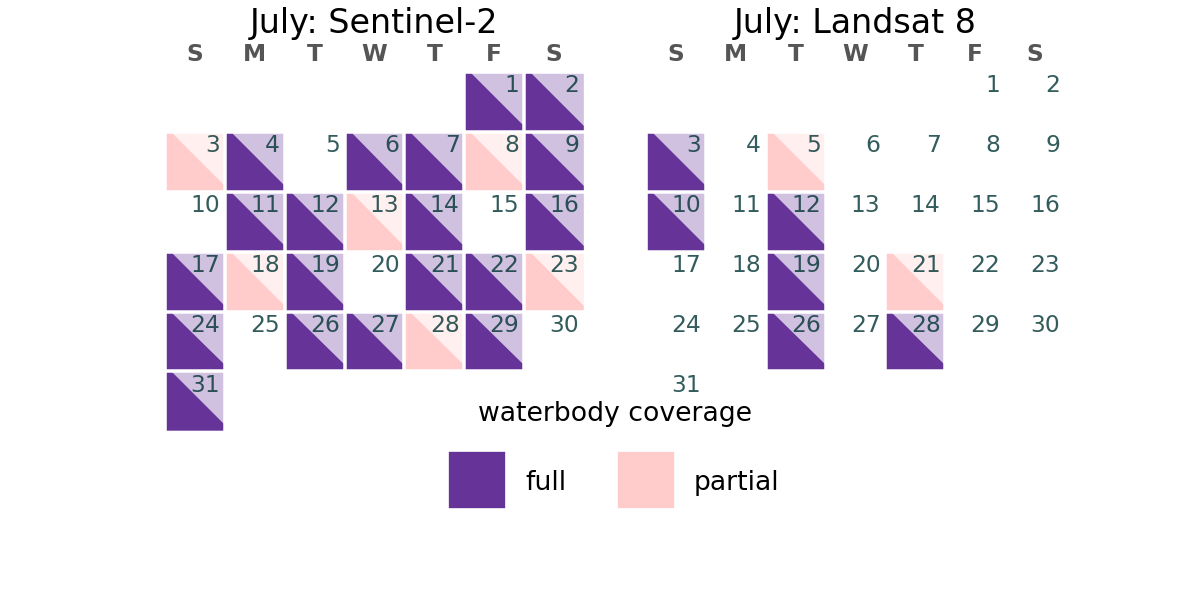 July: Sentinel-2
S M T W T F S
1 2
3 4 5 6 7 8 9
10 11 12 13 14 15 16
17 18 19 20 21 22 23
24 25 26 27 28 29 30
31
July: Landsat 8
S M T W T F S
1 2
3 4 5 6 7 8 9
10 11 12 13 14 15 16
17 18 19 20 21 22 23
24 25 26 27 28 29 30
31
waterbody coverage
full
partial